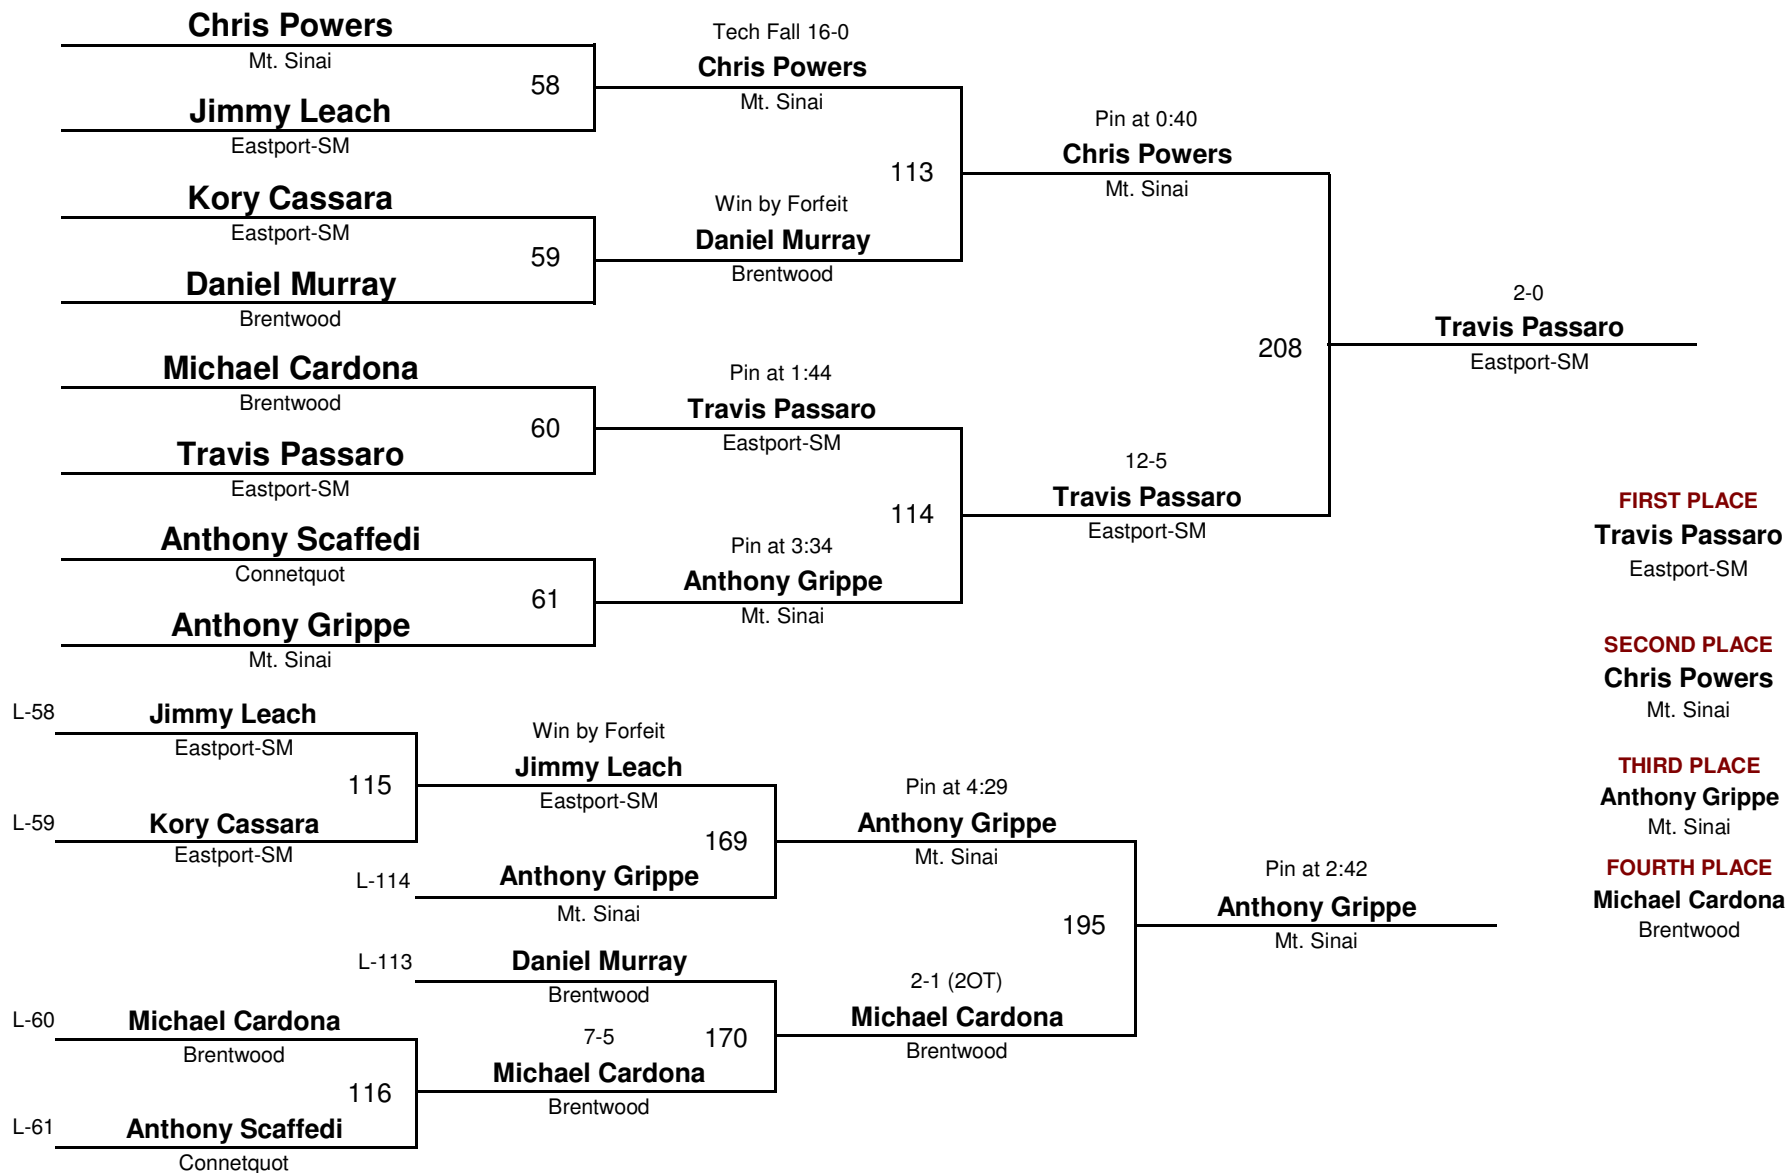 Chris Powers
Mt. Sinai
58
Jimmy Leach
Eastport-SM
Kory Cassara
Eastport-SM
59
Daniel Murray
Brentwood
Michael Cardona
Brentwood
60
Travis Passaro
Eastport-SM
Anthony Scaffedi
Connetquot
61
Anthony Grippe
Mt. Sinai
Tech Fall 16-0
Chris Powers
Mt. Sinai
113
Win by Forfeit
Daniel Murray
Brentwood
Pin at 1:44
Travis Passaro
Eastport-SM
114
Pin at 3:34
Anthony Grippe
Mt. Sinai
Pin at 0:40
Chris Powers
Mt. Sinai
208
12-5
Travis Passaro
Eastport-SM
2-0
Travis Passaro
Eastport-SM
FIRST PLACE
Travis Passaro
Eastport-SM
SECOND PLACE
Chris Powers
Mt. Sinai
THIRD PLACE
Anthony Grippe
Mt. Sinai
FOURTH PLACE
Michael Cardona
Brentwood
L-58
Jimmy Leach
Eastport-SM
115
L-59
Kory Cassara
Eastport-SM
Win by Forfeit
Jimmy Leach
Eastport-SM
169
L-114
Anthony Grippe
Mt. Sinai
L-113
Daniel Murray
Brentwood
L-60
Michael Cardona
Brentwood
116
L-61
Anthony Scaffedi
Connetquot
7-5
170
Michael Cardona
Brentwood
Pin at 4:29
Anthony Grippe
Mt. Sinai
195
2-1 (2OT)
Michael Cardona
Brentwood
Pin at 2:42
Anthony Grippe
Mt. Sinai